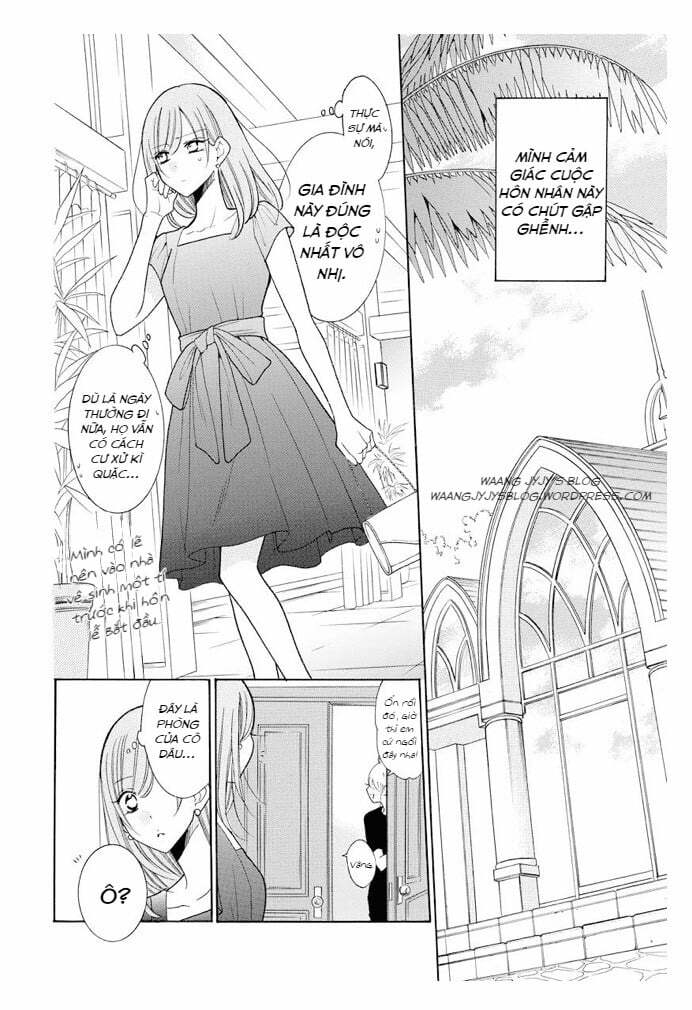 MÌNH CẢM
GIÁC CUỘC
HÔN NHÂN NÀY
CÓ CHÚT GẬP
GHỀNH...
THỰC
SỰ MÀ
NÓI,
GIA ĐÌNH
NÀY ĐÚNG
LÀ ĐỘC
NHẤT VÔ
NHỊ.
DÙ LÀ NGÀY
THƯỜNG ĐI
NỮA, HỌ VẪN
CÓ CÁCH
CƯ XỬ KÌ
QUẶC...
Mình có lẽ
nên vào nhà
vệ sinh một tí
trước khi hôn
lễ bắt đầu
WAANG JYJY'S BLOG
WAANGJYJYSBLOG.WORDPRESS.COM
Ổn rồi
đó, giờ
thì em
cứ ngồi
đây nha!
Vâng
ĐÂY LÀ
PHÒNG
CỦA CÔ
DÂU...
Ô?